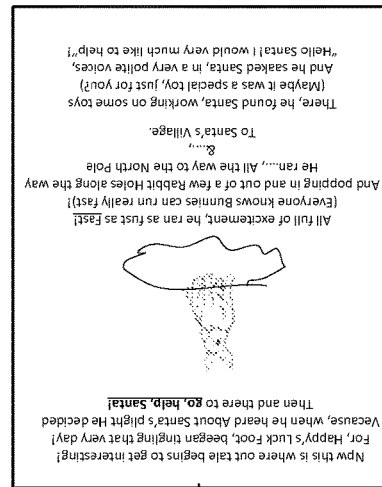 Npw this is where out tale begins to get interesting!
For, Happy's Luck Foot, beegan tingling that very day!
Vecause, when he heard About Santa's plight He decided
Then and there to go, help, Santa!
All full of excitement, he ran as fust as Fast!
(Everyone knows Bunnies can run really fast)!
And popping in and out of a few Rabbit Holes along the way
He ran...., All the way to the North Pole
&....,
To Santa's Village.
There, he found Santa, working on some toys
(Maybe it was a special toy, just for you?)
And he saaked Santa, in a very polite voices,
"Hello Santa! I would very much like to help"!